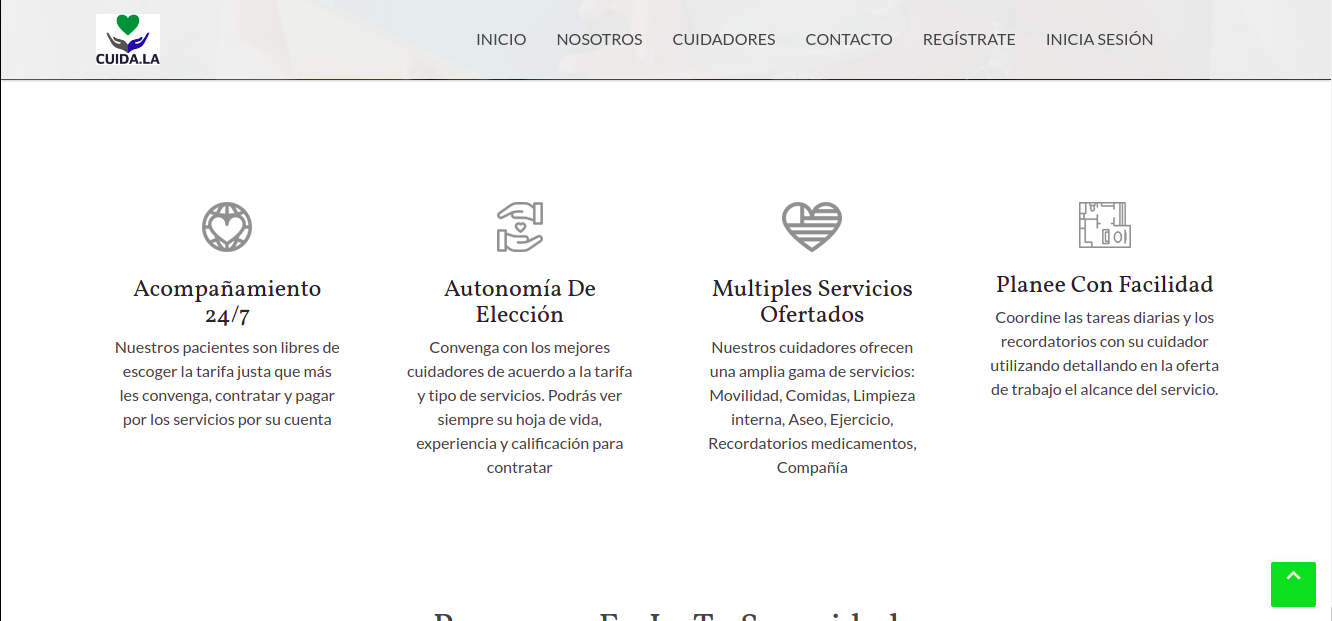 CUIDA.LA
INICIO NOSOTROS CUIDADORES CONTACTO REGÍSTRATE INICIA SESIÓN
Acompañamiento
24/7
Nuestros pacientes son libres de
escoger la tarifa justa que más
les convenga, contratar y pagar
por los servicios por su cuenta
Autonomía De
Elección
Convenga con los mejores
cuidadores de acuerdo a la tarifa
y tipo de servicios. Podrás ver
siempre su hoja de vida,
experiencia y calificación para
contratar
Multiples Servicios
Ofertados
Nuestros cuidadores ofrecen
una amplia gama de servicios:
Movilidad, Comidas, Limpieza
interna, Aseo, Ejercicio,
Recordatorios medicamentos,
Compañía
Planee Con Facilidad
Coordine las tareas diarias y los
recordatorios con su cuidador
utilizando detallando en la oferta
de trabajo el alcance del servicio.